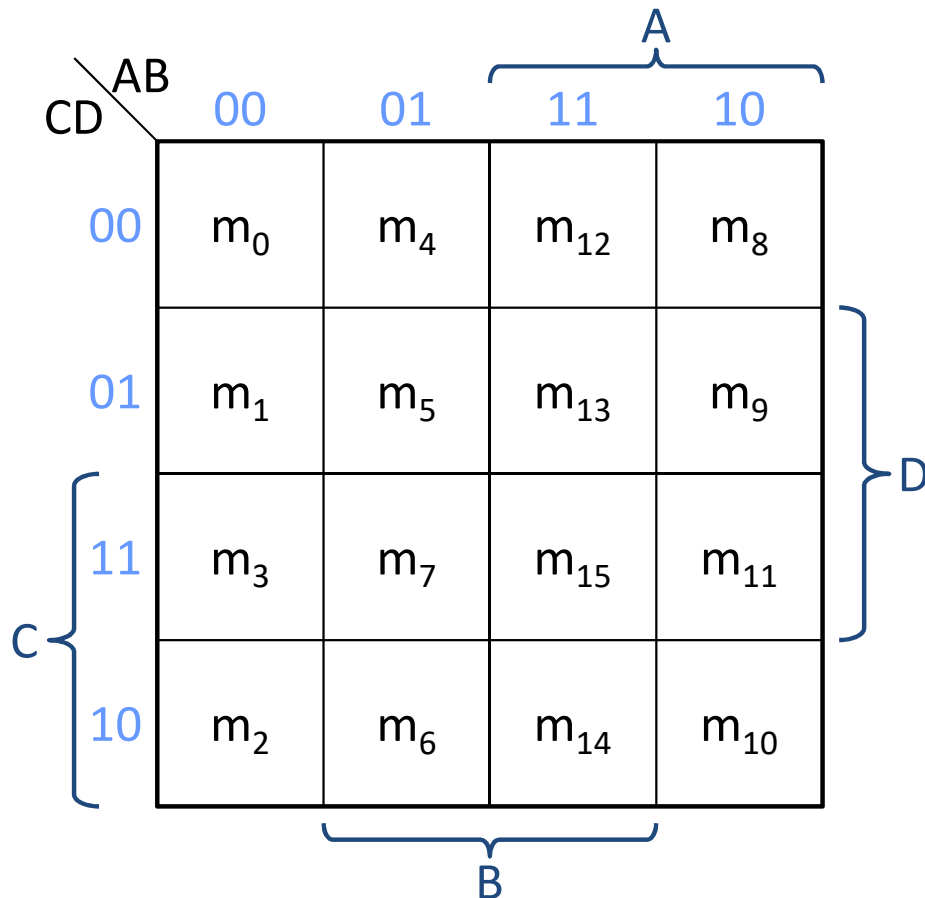 A
AB
CD
00 01 11 10
00 m₀ m₄ m₁₂ m₈
01 m₁ m₅ m₁₃ m₉
D
11 m₃ m₇ m₁₅ m₁₁
C
10 m₂ m₆ m₁₄ m₁₀
B